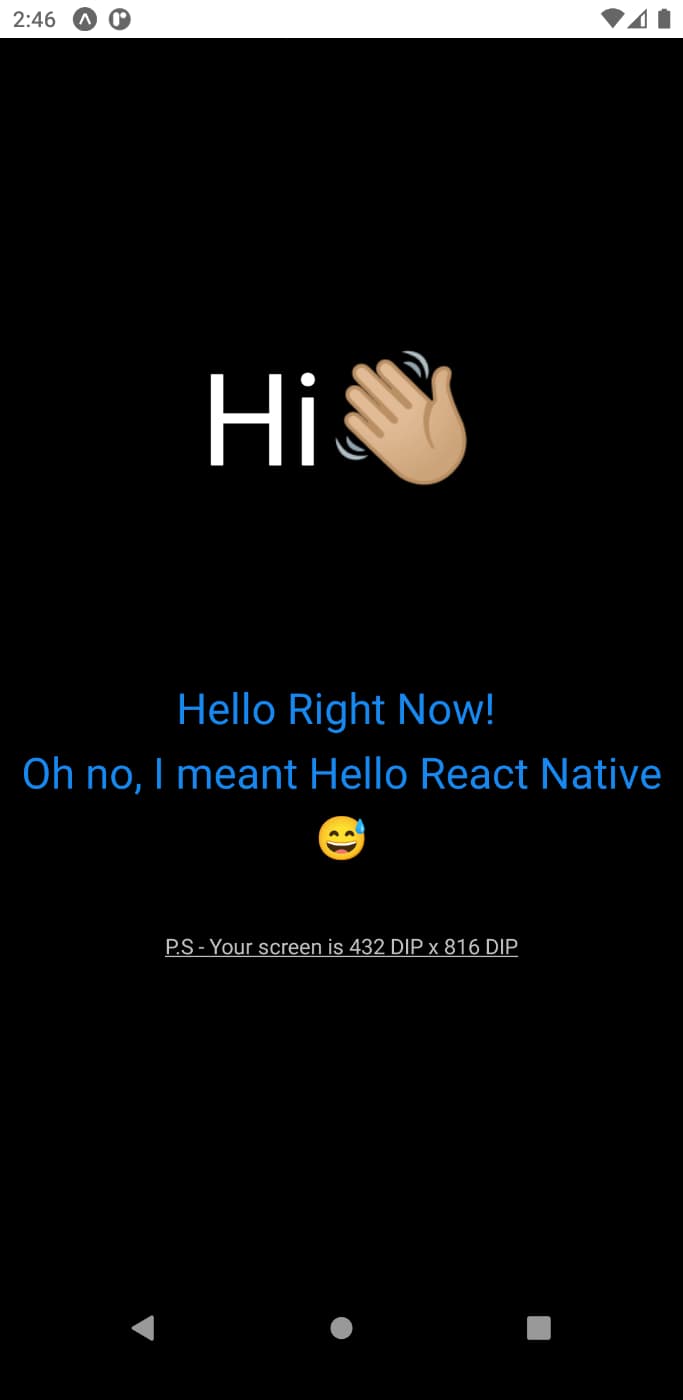 2:46
Hi👋🏼
Hello Right Now!
Oh no, I meant Hello React Native
😅
P.S - Your screen is 432 DIP x 816 DIP